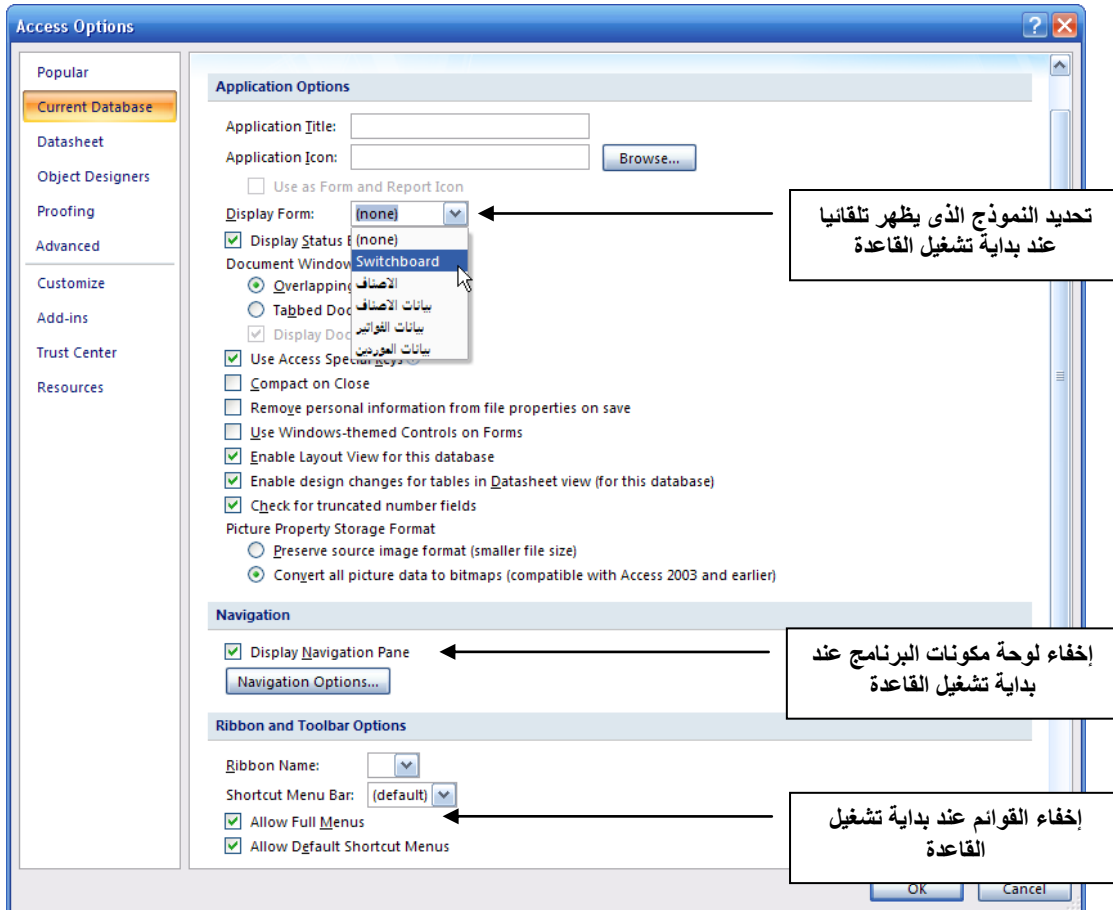 Access Options
Popular
Current Database
Datasheet
Object Designers
Proofing
Advanced
Customize
Add-ins
Trust Center
Resources
Application Options
Application Title:
Application Icon:
Browse...
Use as Form and Report Icon
Display Form:
(none)
تحديد النموذج الذى يظهر تلقائيا
عند بداية تشغيل القاعدة
Display Status
(none)
Document Window
Switchboard
Overlapping
الاصناف
Tabbed Doc
بيانات الاصناف
Display Doc
بيانات الفواتير
بيانات الموردين
Use Access Special Keys
Compact on Close
Remove personal information from file properties on save
Use Windows-themed Controls on Forms
Enable Layout View for this database
Enable design changes for tables in Datasheet view (for this database)
Check for truncated number fields
Picture Property Storage Format
Preserve source image format (smaller file size)
Convert all picture data to bitmaps (compatible with Access 2003 and earlier)
Navigation
Display Navigation Pane
Navigation Options...
إخفاء لوحة مكونات البرنامج عند
بداية تشغيل القاعدة
Ribbon and Toolbar Options
Ribbon Name:
Shortcut Menu Bar:
(default)
Allow Full Menus
Allow Default Shortcut Menus
إخفاء القوائم عند بداية تشغيل
القاعدة
OK
Cancel